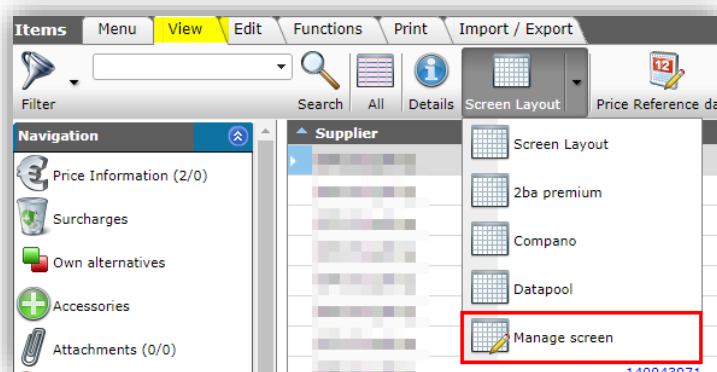 Items Menu View Edit Functions Print Import / Export
Filter Search All Details Screen Layout Price Reference da
12
Navigation
Supplier
Price Information (2/0)
Surcharges
Own alternatives
Accessories
Attachments (0/0)
Screen Layout
2ba premium
Compano
Datapool
Manage screen